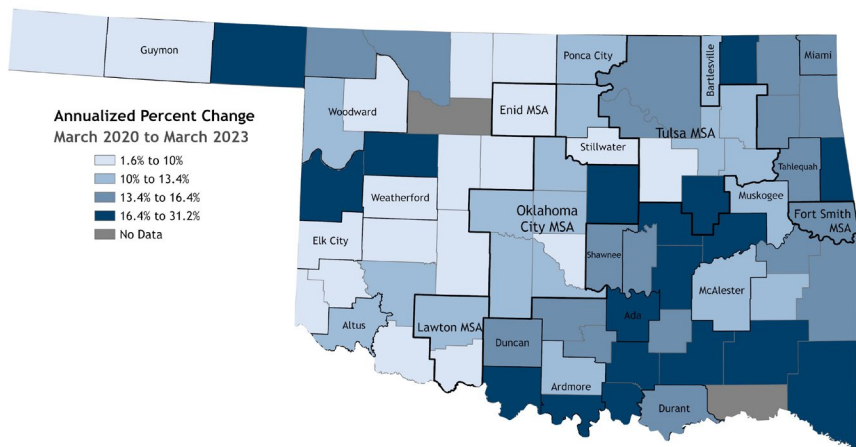 Guymon
Ponca City
Bartlesville
Miami
Annualized Percent Change
March 2020 to March 2023
1.6% to 10%
10% to 13.4%
13.4% to 16.4%
16.4% to 31.2%
No Data
Woodward
Enid MSA
Tulsa MSA
Stillwater
Tahlequah
Weatherford
Muskogee
Oklahoma
City MSA
Fort Smith
MSA
Elk City
Shawnee
McAlester
Altus
Lawton MSA
Ada
Duncan
Ardmore
Durant